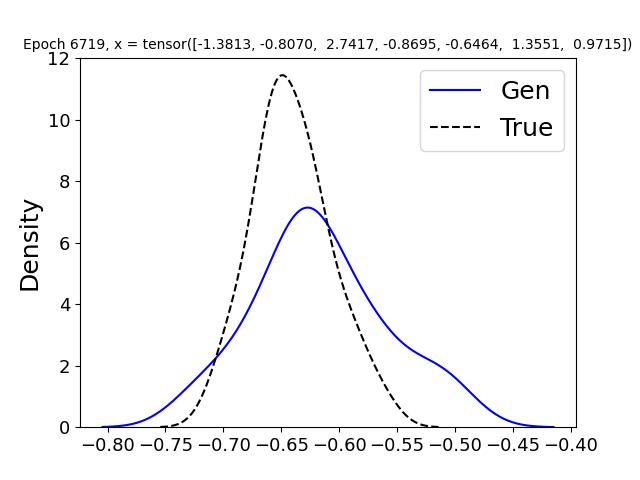 Epoch 6719, x = tensor([-1.3813, -0.8070,  2.7417, -0.8695, -0.6464,  1.3551,  0.9715])
Gen
True
Density
12
10
8
6
4
2
0
−0.80 −0.75 −0.70 −0.65 −0.60 −0.55 −0.50 −0.45 −0.40